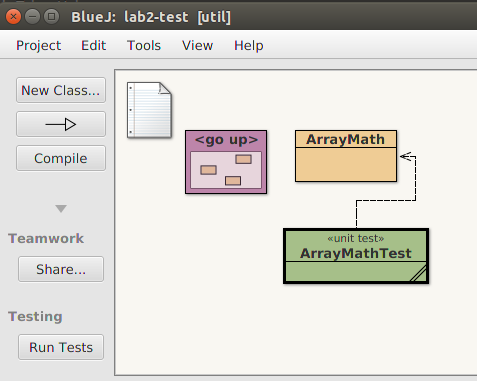 BlueJ: lab2-test [util]
Project Edit Tools View Help
New Class...
Compile
Teamwork
Share...
Testing
Run Tests
<go up>
ArrayMath
«unit test»
ArrayMathTest